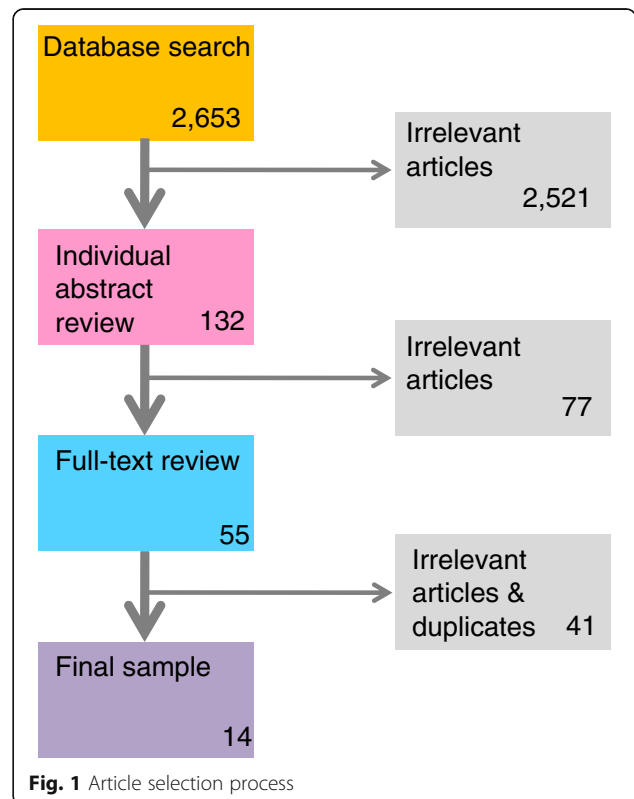 Database search
2,653
Irrelevant
articles
2,521
Individual
abstract
review 132
Irrelevant
articles
77
Full-text review
55
Irrelevant
articles &
duplicates 41
Final sample
14
Fig. 1 Article selection process